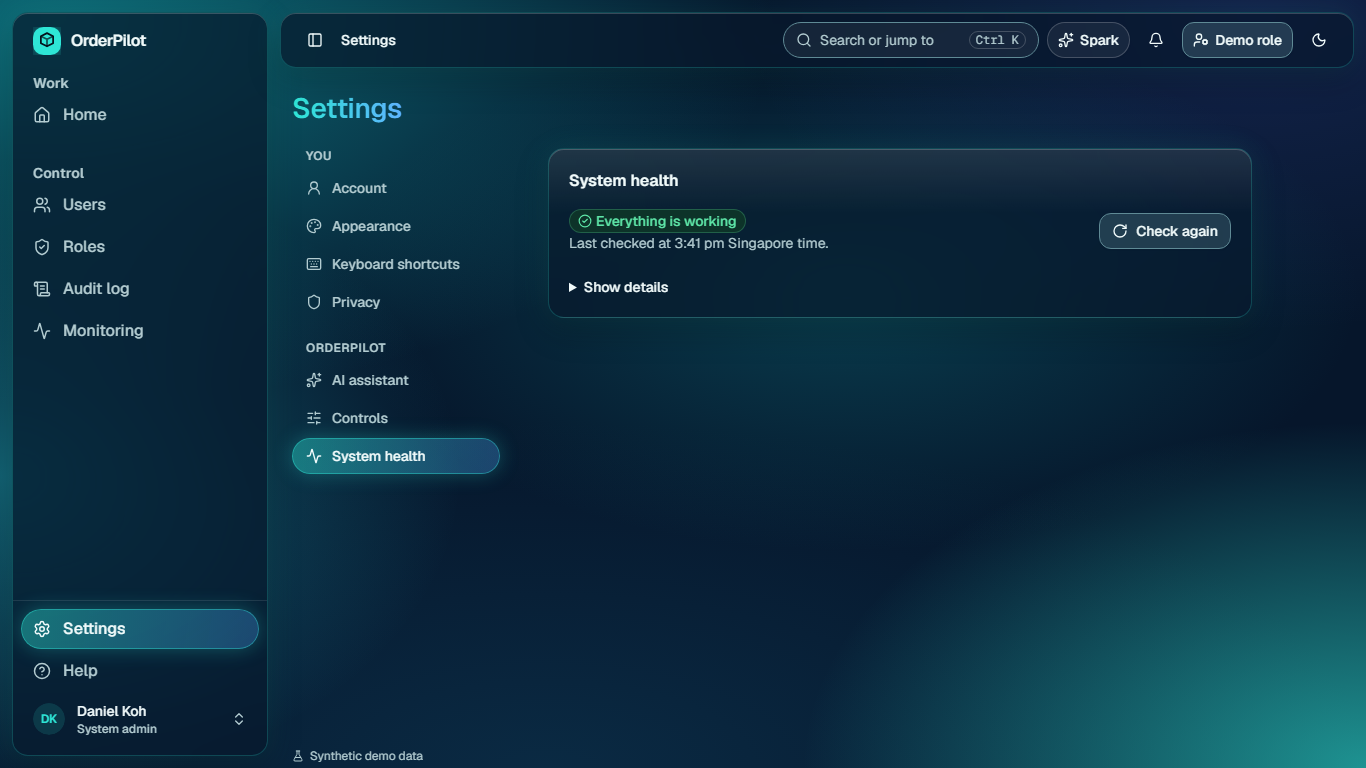 OrderPilot
Work
Home
Control
Users
Roles
Audit log
Monitoring
Settings
Help
DK
Daniel Koh
System admin
Settings
Search or jump to
Ctrl K
Spark
Demo role
Settings
YOU
Account
Appearance
Keyboard shortcuts
Privacy
ORDERPILOT
AI assistant
Controls
System health
System health
Everything is working
Last checked at 3:41 pm Singapore time.
Check again
Show details
Synthetic demo data